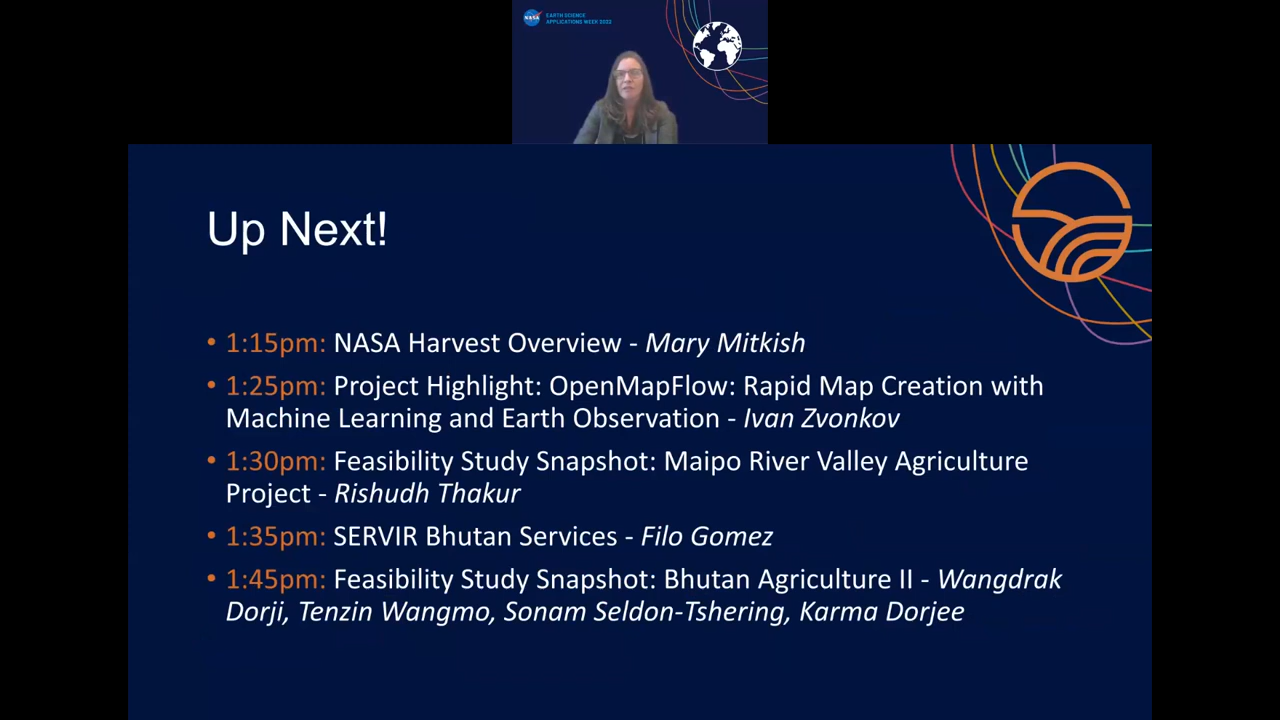 NASA
EARTH SCIENCE
APPLICATIONS WEEK 2022
Up Next!
• 1:15pm: NASA Harvest Overview - Mary Mitkish
• 1:25pm: Project Highlight: OpenMapFlow: Rapid Map Creation with
Machine Learning and Earth Observation - Ivan Zvonkov
• 1:30pm: Feasibility Study Snapshot: Maipo River Valley Agriculture
Project - Rishudh Thakur
• 1:35pm: SERVIR Bhutan Services - Filo Gomez
• 1:45pm: Feasibility Study Snapshot: Bhutan Agriculture II - Wangdrak
Dorji, Tenzin Wangmo, Sonam Seldon-Tshering, Karma Dorjee